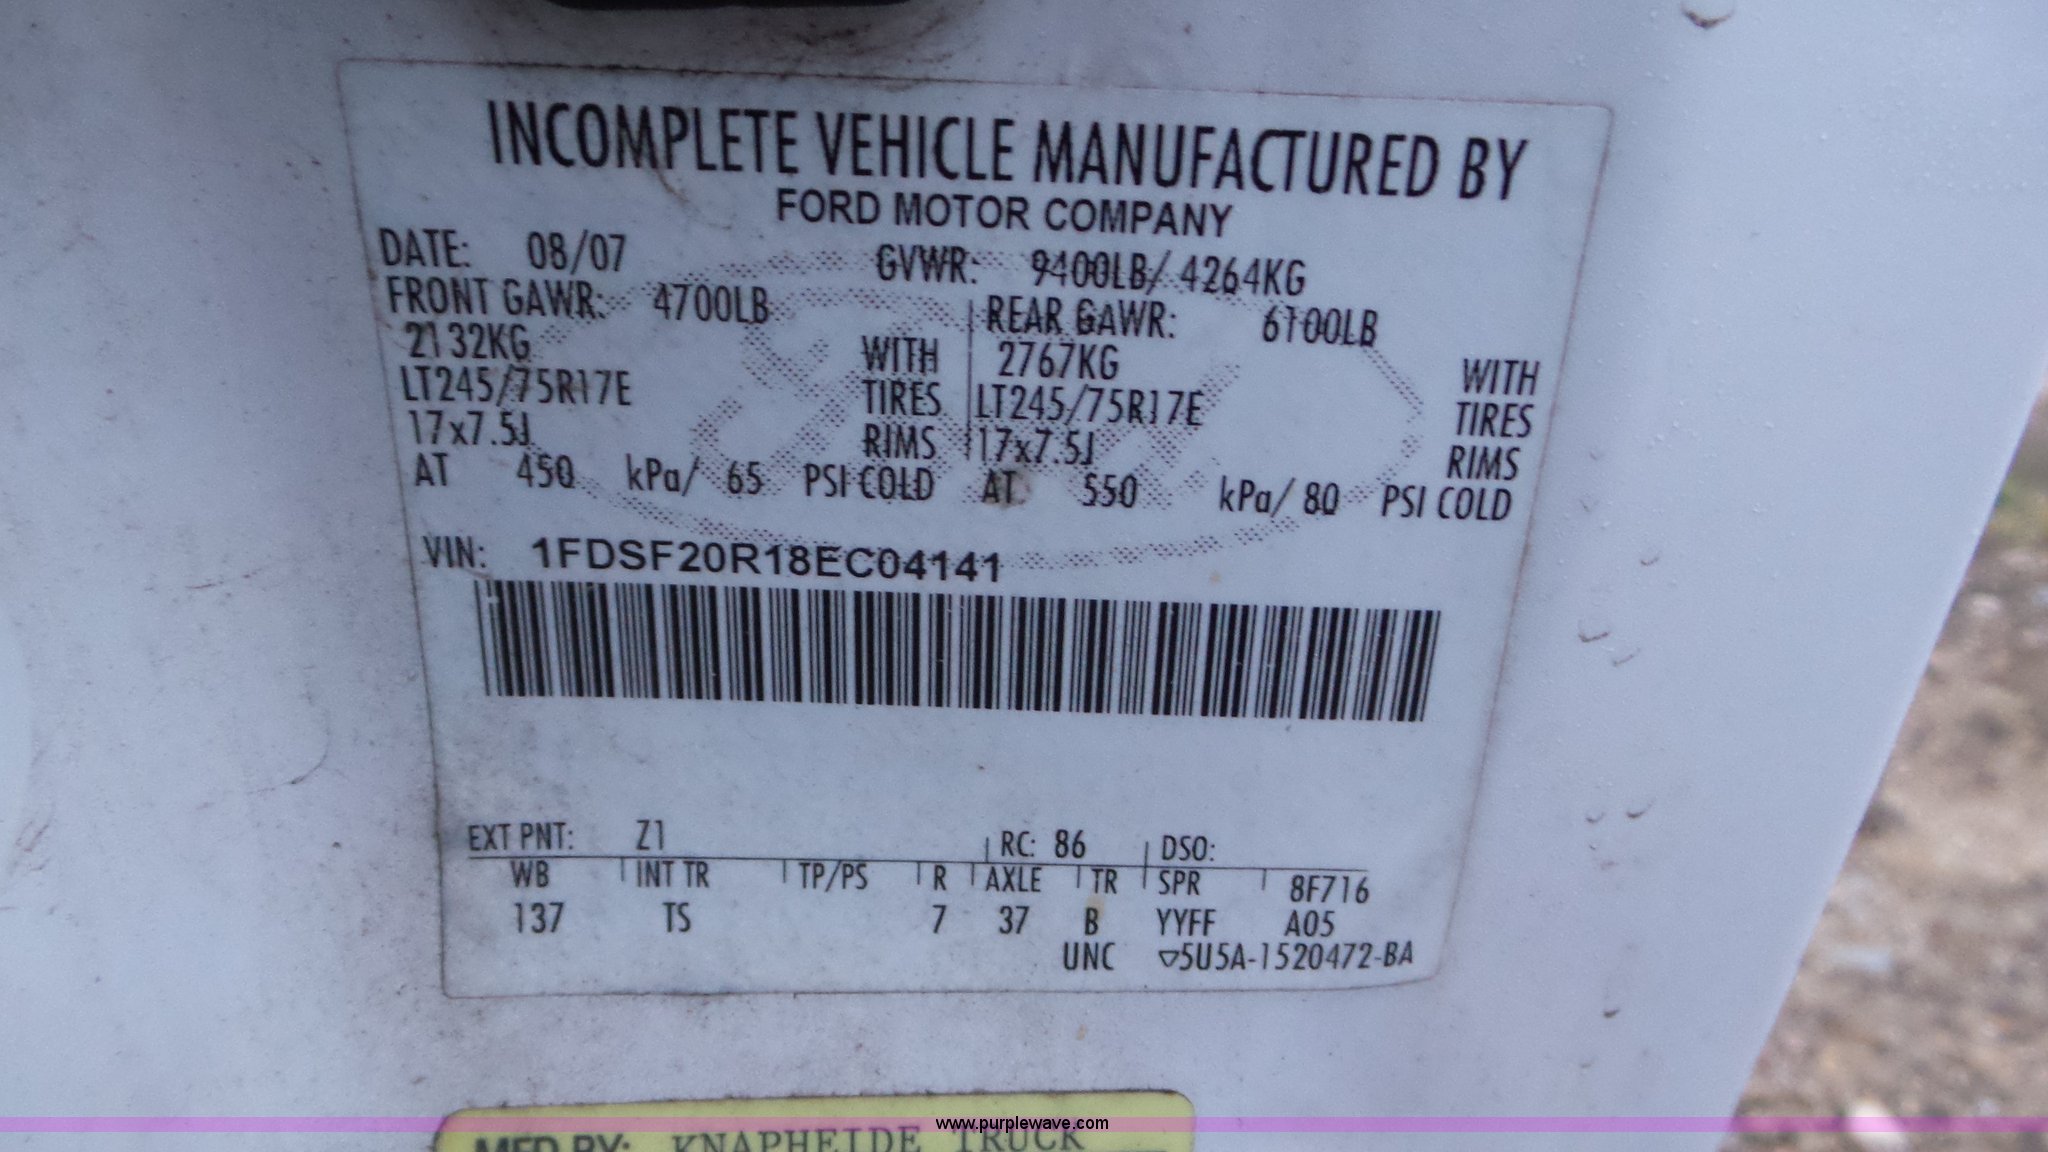 INCOMPLETE VEHICLE MANUFACTURED BY
FORD MOTOR COMPANY
DATE: 08/07 GVWR: 9400LB/ 4264KG
FRONT GAWR: 4700LB REAR GAWR: 6100LB
2132KG WITH 2767KG WITH
LT245/75R17E TIRES LT245/75R17E TIRES
17x7.5J RIMS 17x7.5J RIMS
AT 450 kPa/ 65 PSI COLD AT 550 kPa/ 80 PSI COLD
VIN: 1FDSF20R18EC04141
EXT PNT: Z1 RC: 86 DSO:
WB INT TR TP/PS R AXLE TR SPR 8F716
137 TS 7 37 B YYFF A05
UNC ▽5U5A-1520472-BA
www.purplewave.com
MFD BY: KNAPHEIDE TRUCK